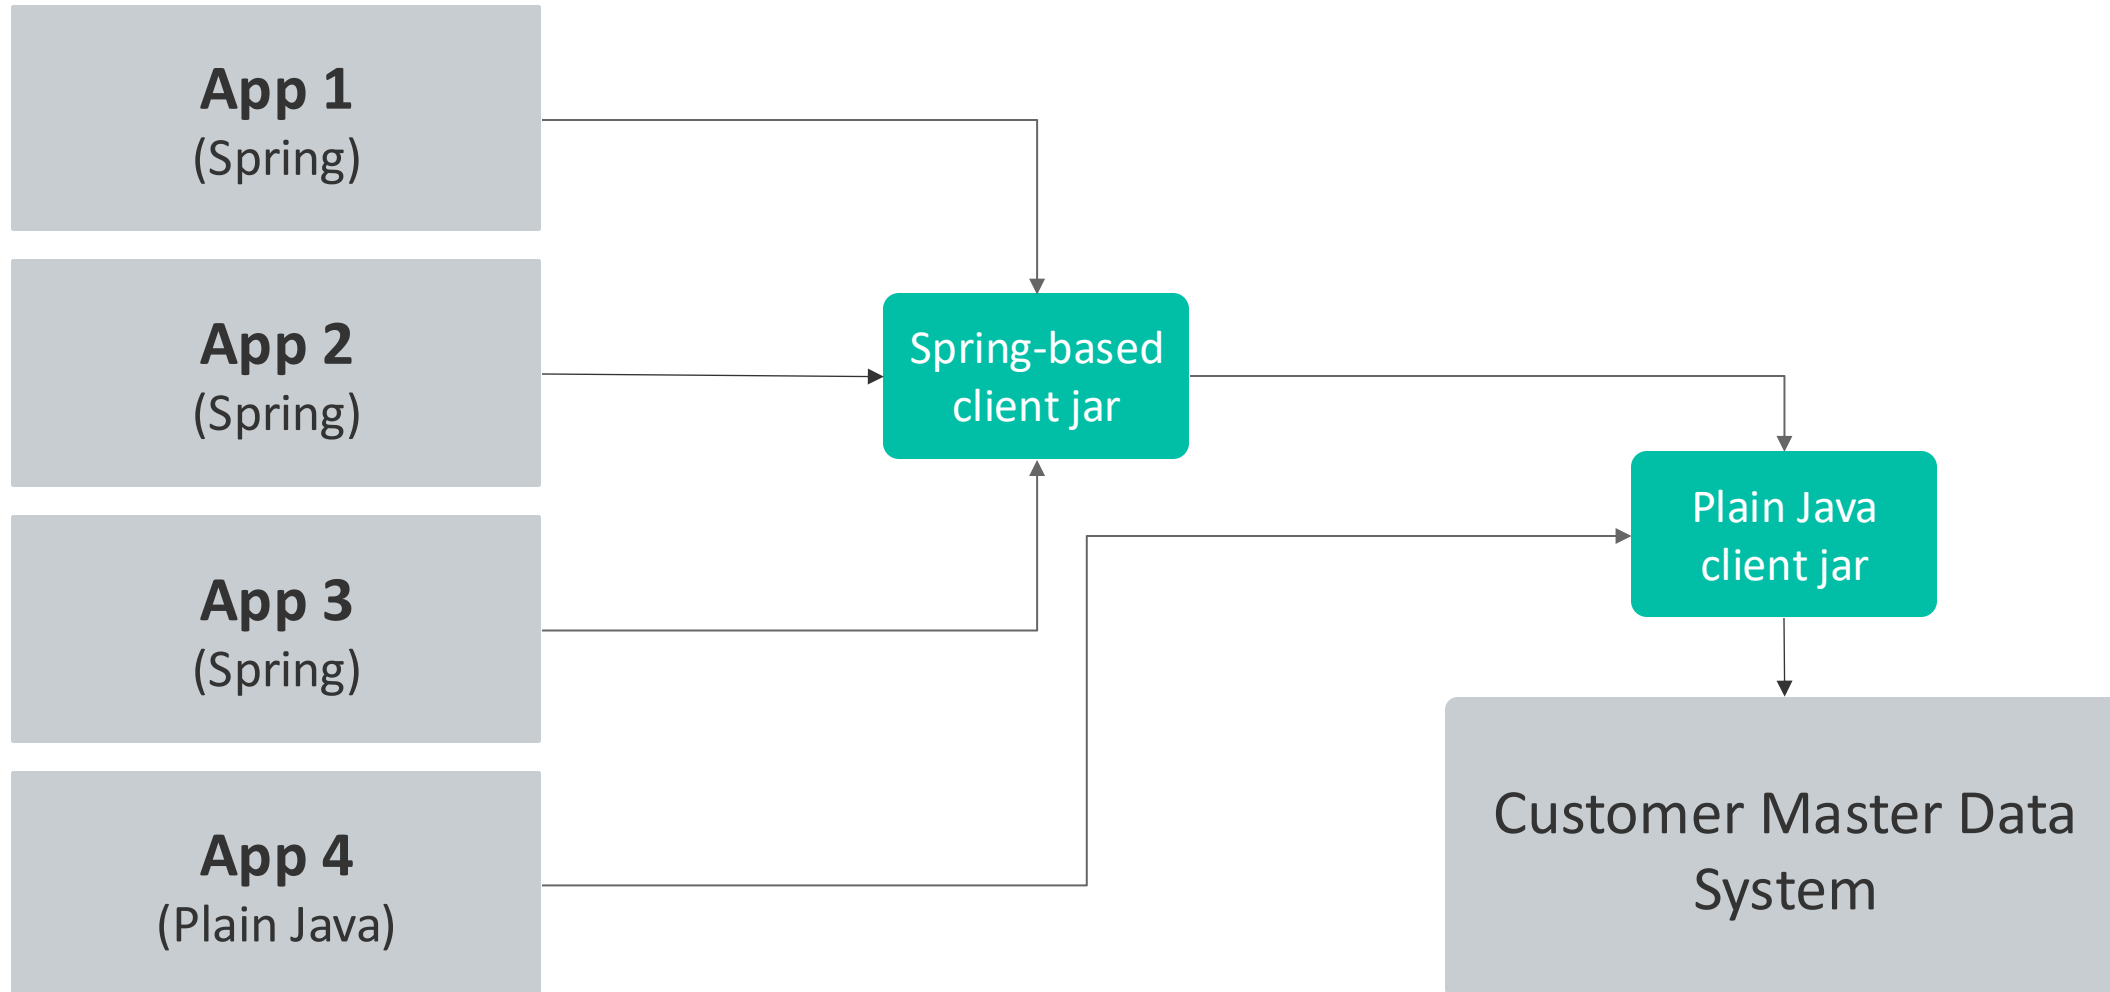 App 1
(Spring)
App 2
(Spring)
App 3
(Spring)
App 4
(Plain Java)
Spring-based
client jar
Plain Java
client jar
Customer Master Data
System